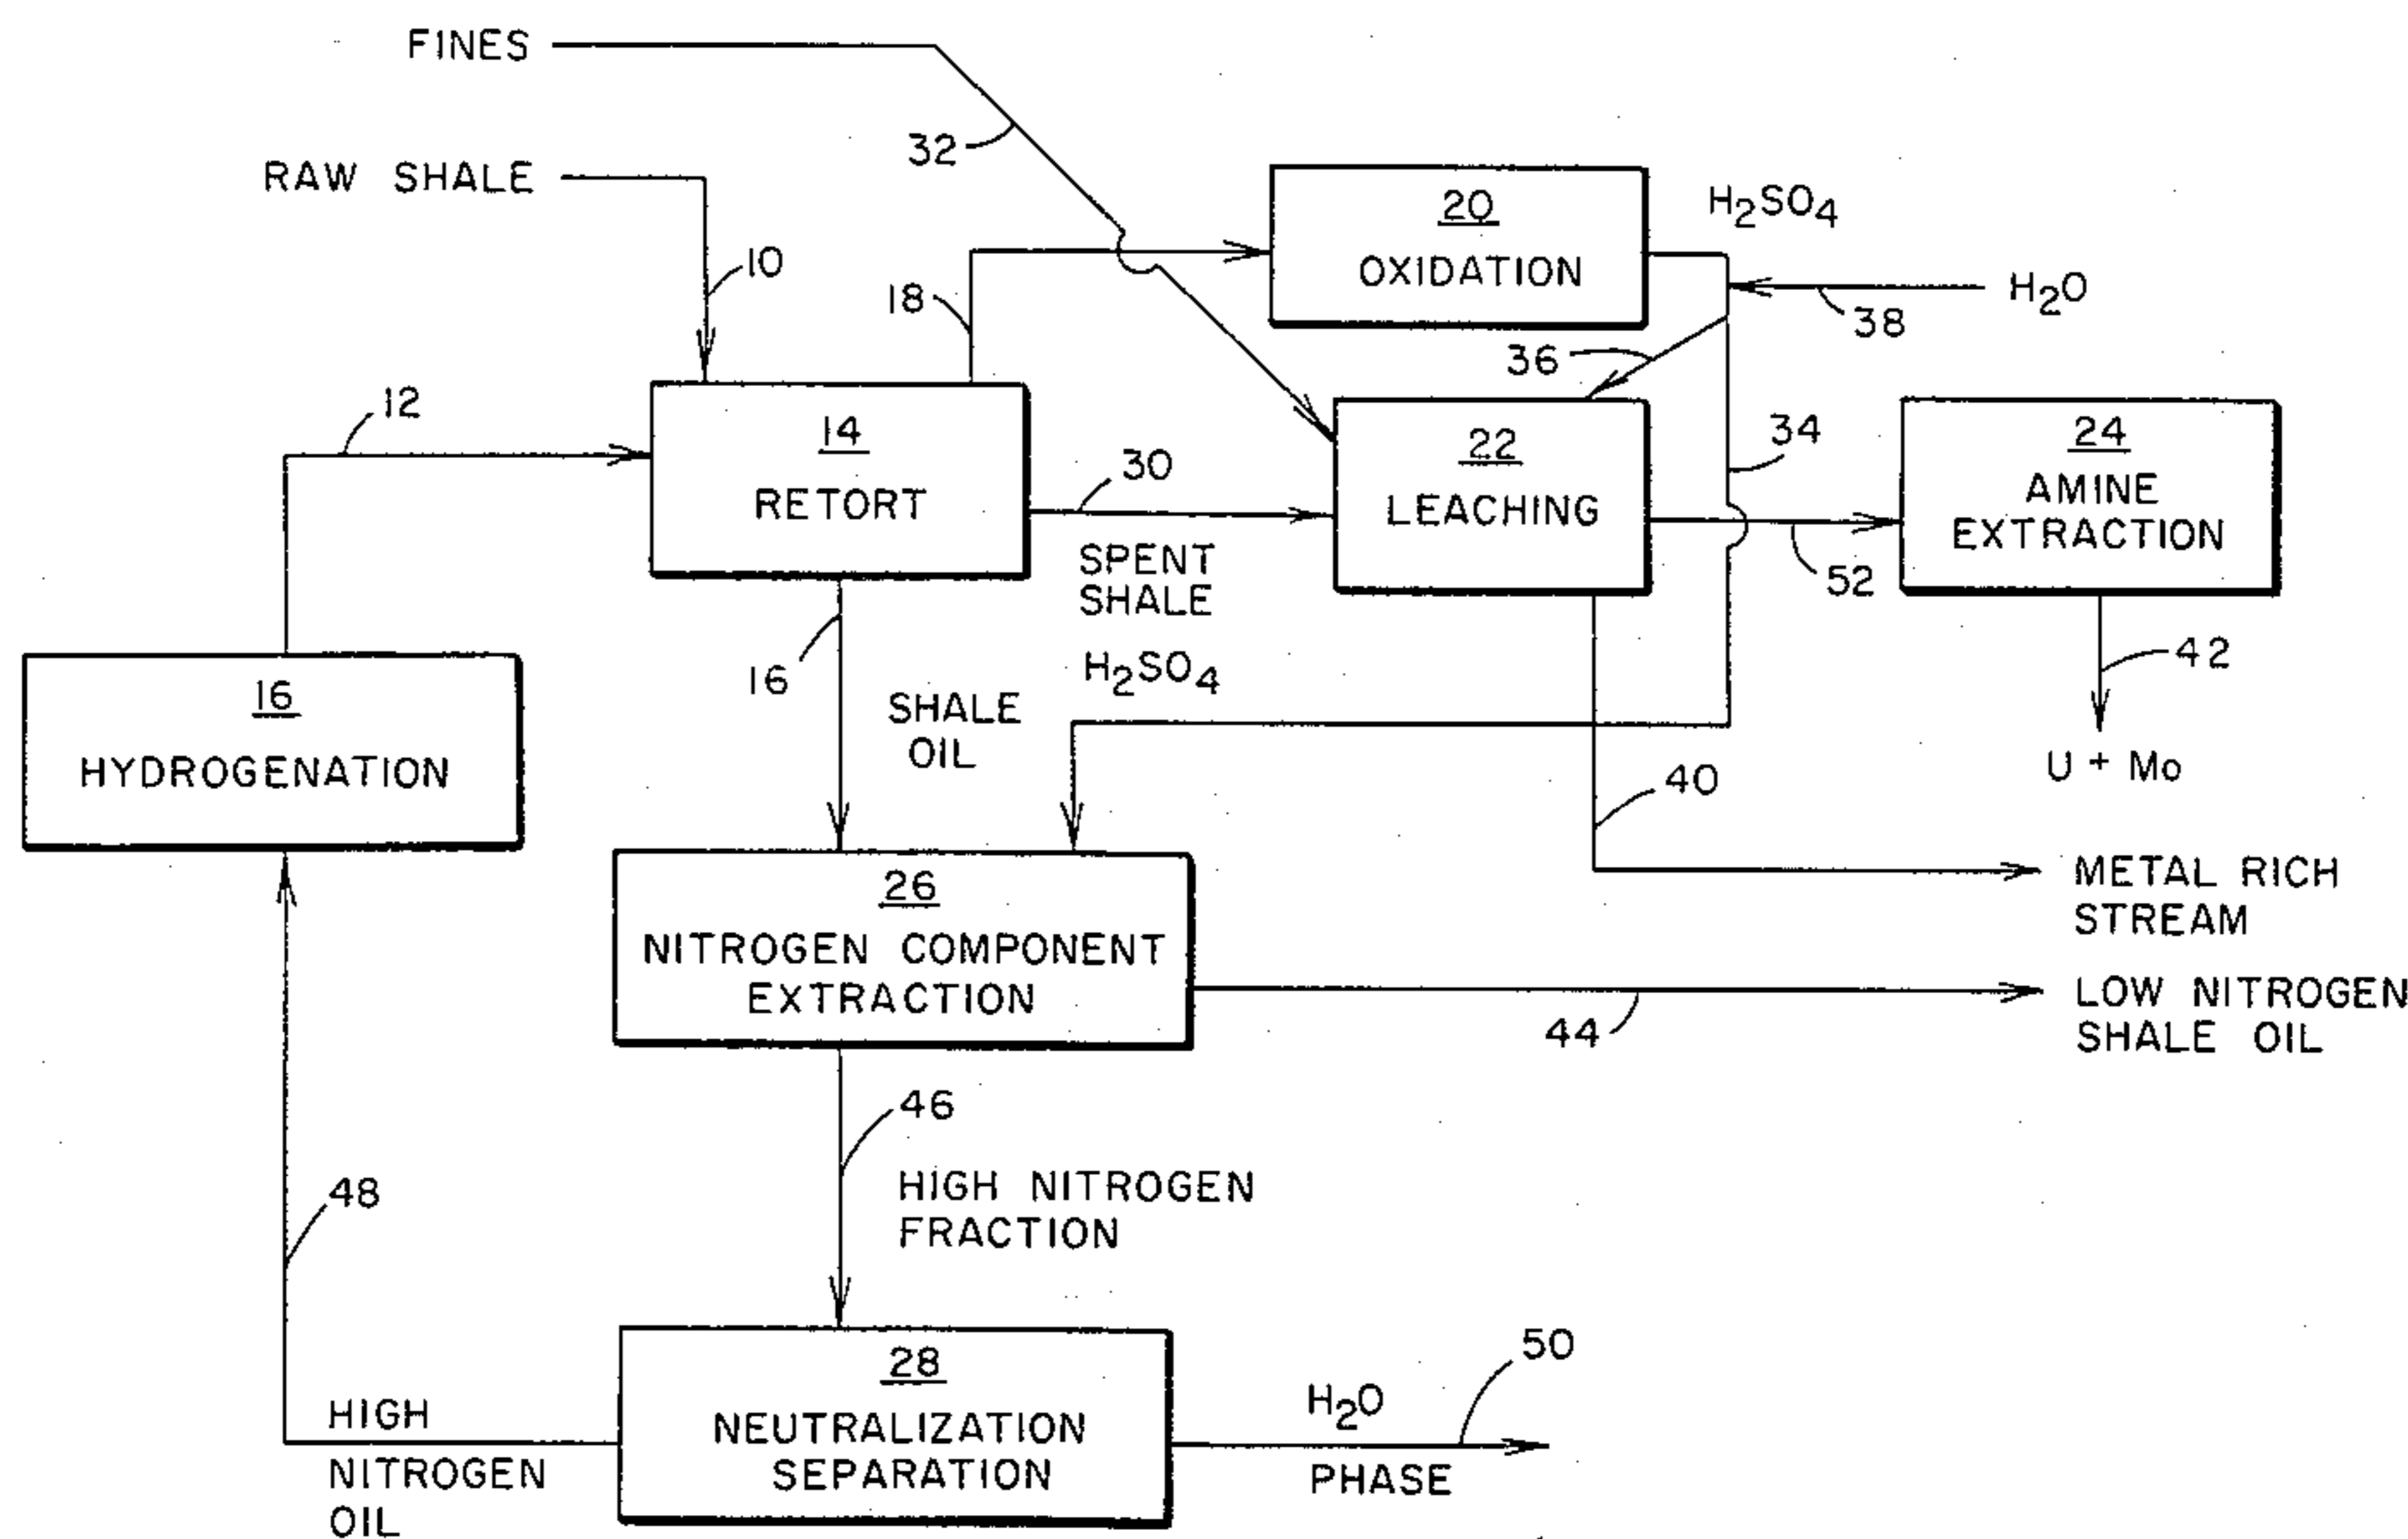 FINES
32
RAW SHALE
10
20
OXIDATION
H2SO4
H2O
38
18
36
12
14
RETORT
30
SPENT
SHALE
22
LEACHING
34
24
AMINE
EXTRACTION
52
42
U + Mo
16
HYDROGENATION
16
SHALE
OIL
H2SO4
40
METAL RICH
STREAM
26
NITROGEN COMPONENT
EXTRACTION
44
LOW NITROGEN
SHALE OIL
46
HIGH NITROGEN
FRACTION
48
28
NEUTRALIZATION
SEPARATION
HIGH
NITROGEN
OIL
H2O
PHASE
50